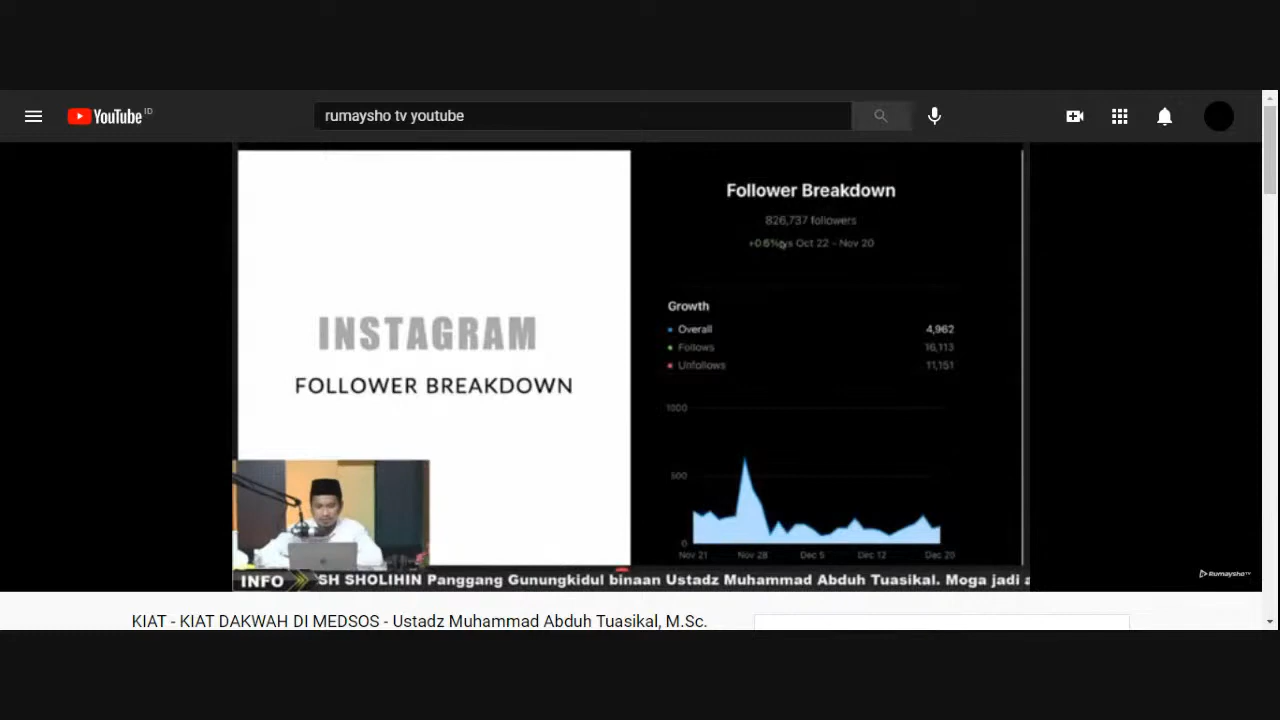 YouTube ID
rumaysho tv youtube
INSTAGRAM
FOLLOWER BREAKDOWN
Follower Breakdown
826,737 followers
Oct 22 - Nov 20
Growth
Overall 4,962
Follows 16,113
Unfollows 11,151
1000
500
0
Nov 21 Nov 28 Dec 5 Dec 12 Dec 20
INFO SH SHOLIHIN Panggang Gunungkidul binaan Ustadz Muhammad Abduh Tuasikal. Moga jadi a
RumayshoTV
KIAT - KIAT DAKWAH DI MEDSOS - Ustadz Muhammad Abduh Tuasikal, M.Sc.